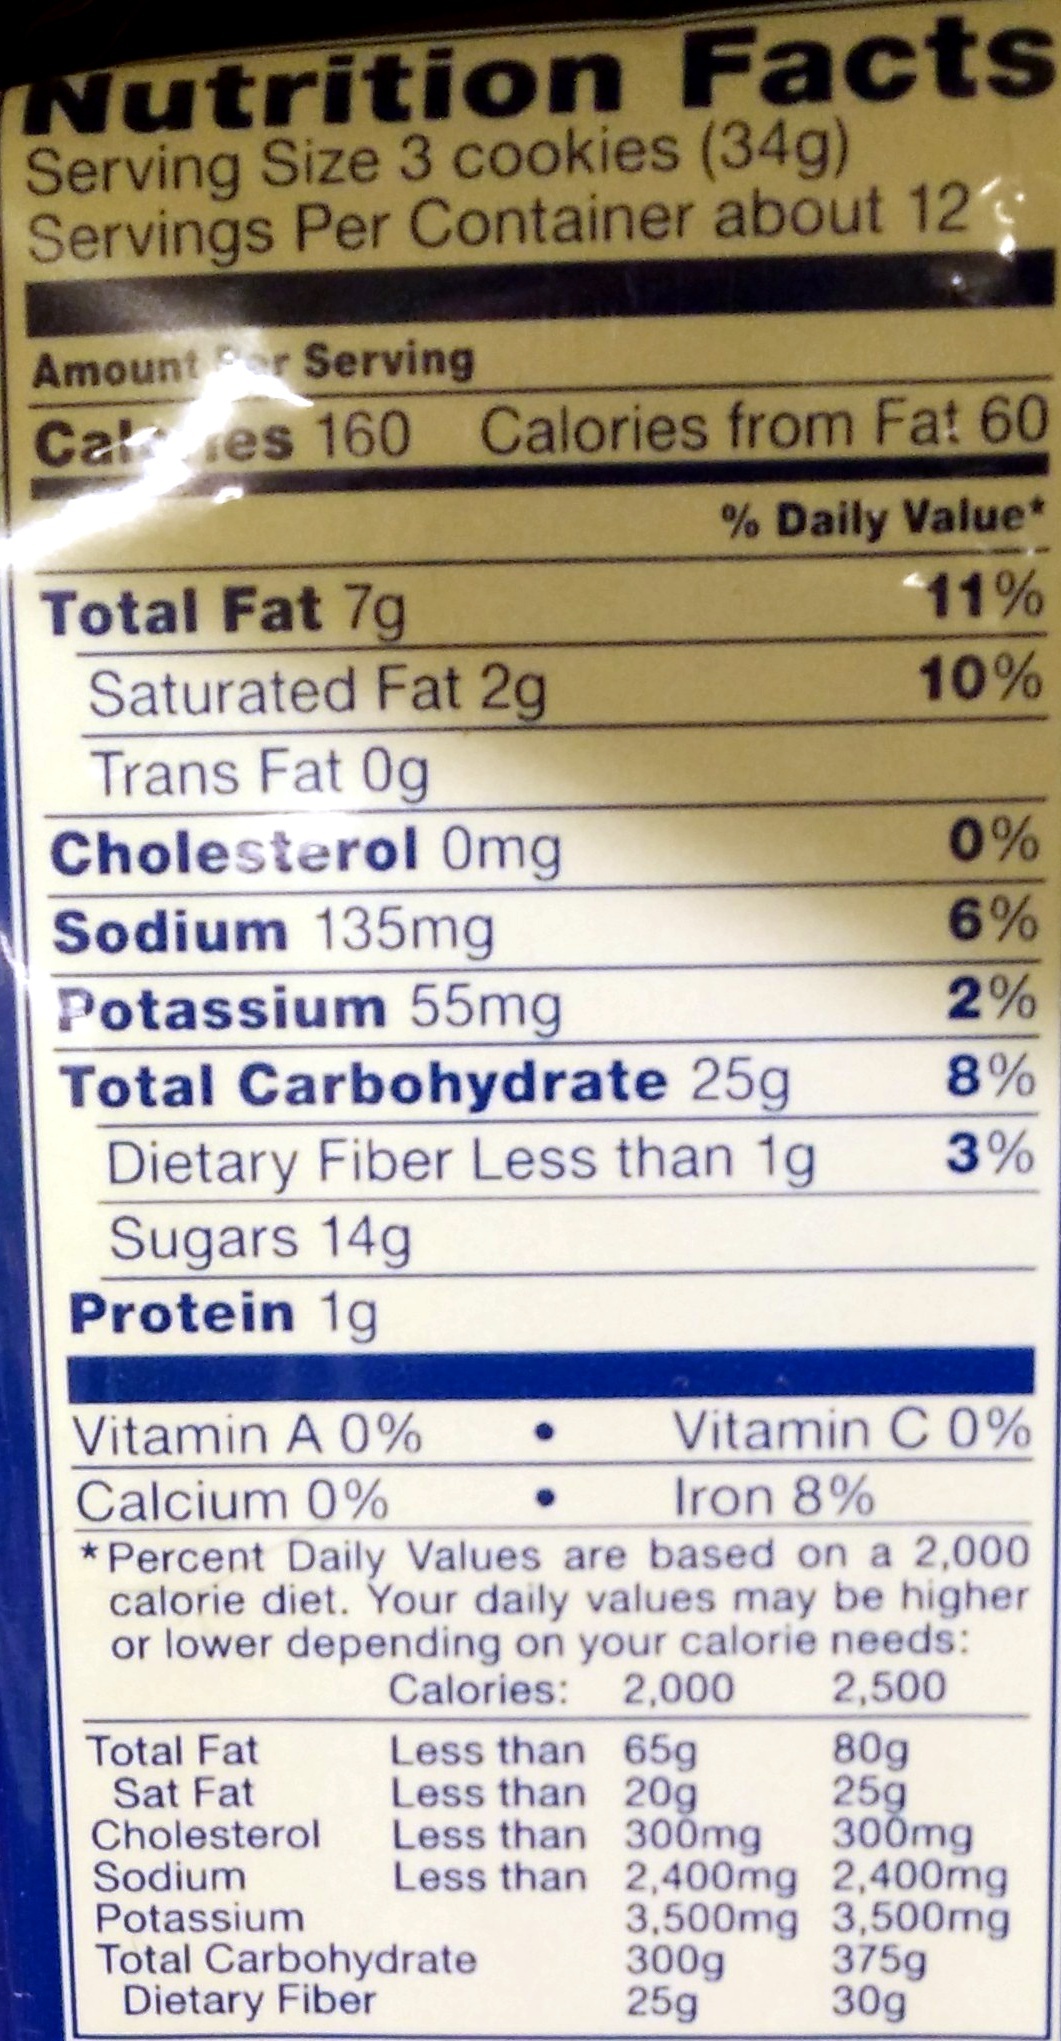 Nutrition Facts
Serving Size 3 cookies (34g)
Servings Per Container about 12
Amount Per Serving
Calories 160 Calories from Fat 60
% Daily Value*
Total Fat 7g 11%
Saturated Fat 2g 10%
Trans Fat 0g
Cholesterol 0mg 0%
Sodium 135mg 6%
Potassium 55mg 2%
Total Carbohydrate 25g 8%
Dietary Fiber Less than 1g 3%
Sugars 14g
Protein 1g
Vitamin A 0% • Vitamin C 0%
Calcium 0% • Iron 8%
*Percent Daily Values are based on a 2,000
calorie diet. Your daily values may be higher
or lower depending on your calorie needs:
Calories: 2,000 2,500
Total Fat Less than 65g 80g
Sat Fat Less than 20g 25g
Cholesterol Less than 300mg 300mg
Sodium Less than 2,400mg 2,400mg
Potassium 3,500mg 3,500mg
Total Carbohydrate 300g 375g
Dietary Fiber 25g 30g